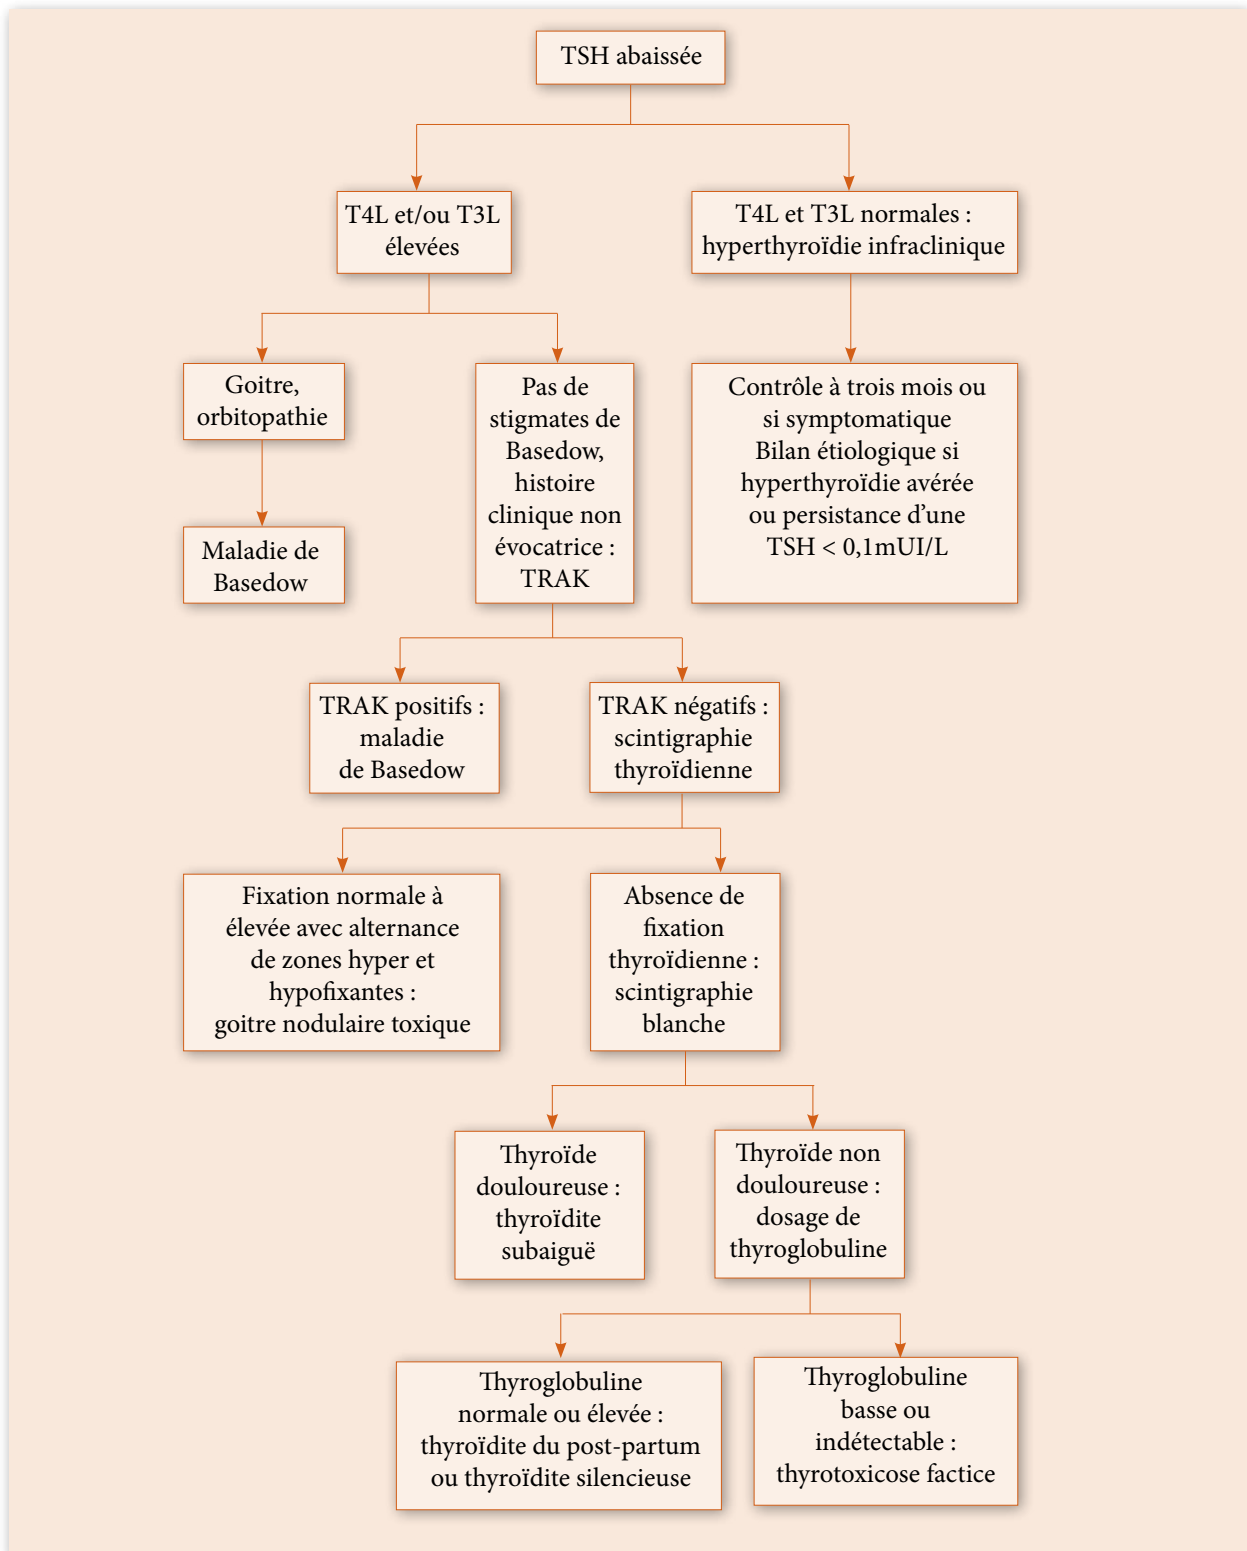 TSH abaissée
T4L et/ou T3L
élevées
T4L et T3L normales :
hyperthyroïdie infraclinique
Goitre,
orbitopathie
Pas de
stigmates de
Basedow,
histoire
clinique non
évocatrice :
TRAK
Contrôle à trois mois ou
si symptomatique
Bilan étiologique si
hyperthyroïdie avérée
ou persistance d’une
TSH < 0,1mUI/L
Maladie de
Basedow
TRAK positifs :
maladie
de Basedow
TRAK négatifs :
scintigraphie
thyroïdienne
Fixation normale à
élevée avec alternance
de zones hyper et
hypofixantes :
goitre nodulaire toxique
Absence de
fixation
thyroïdienne :
scintigraphie
blanche
Thyroïde
douloureuse :
thyroïdite
subaiguë
Thyroïde non
douloureuse :
dosage de
thyroglobuline
Thyroglobuline
normale ou élevée :
thyroïdite du post-partum
ou thyroïdite silencieuse
Thyroglobuline
basse ou
indétectable :
thyrotoxicose factice